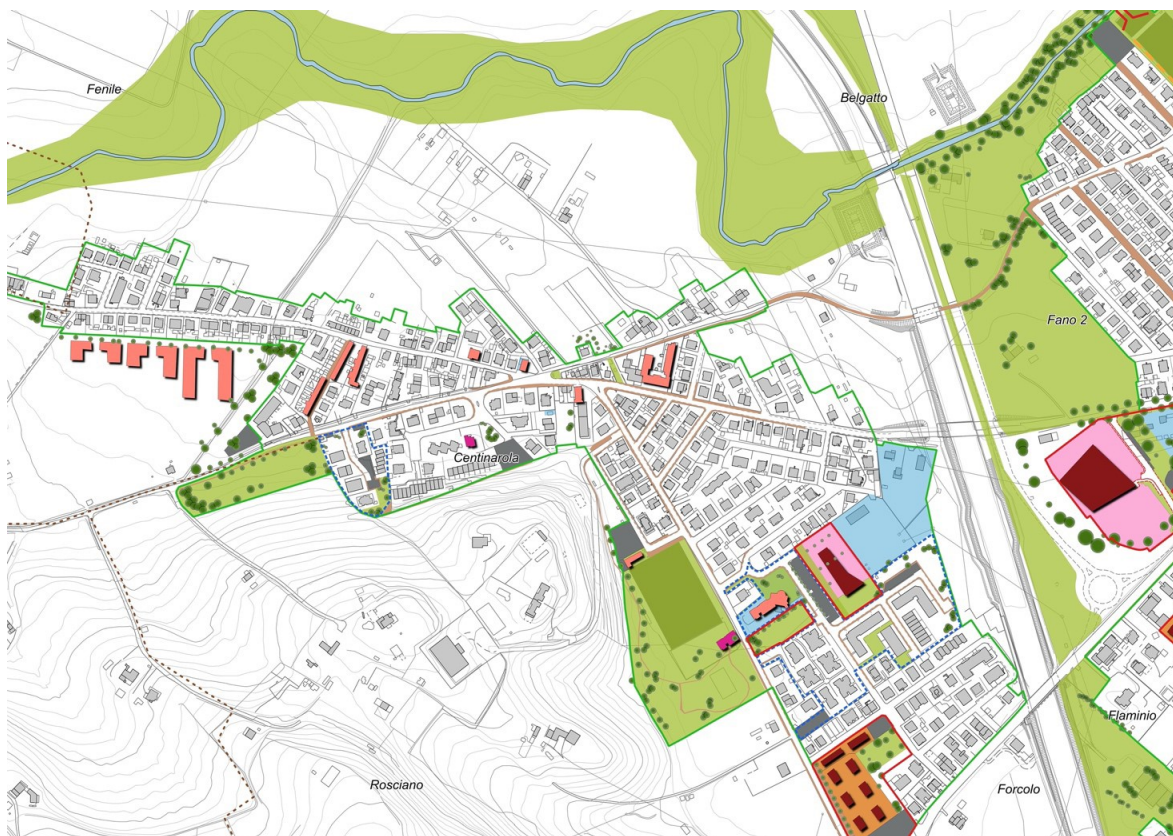 Fenile
Belgatto
Fano 2
Centinarola
Flaminio
Rosciano
Forcolo